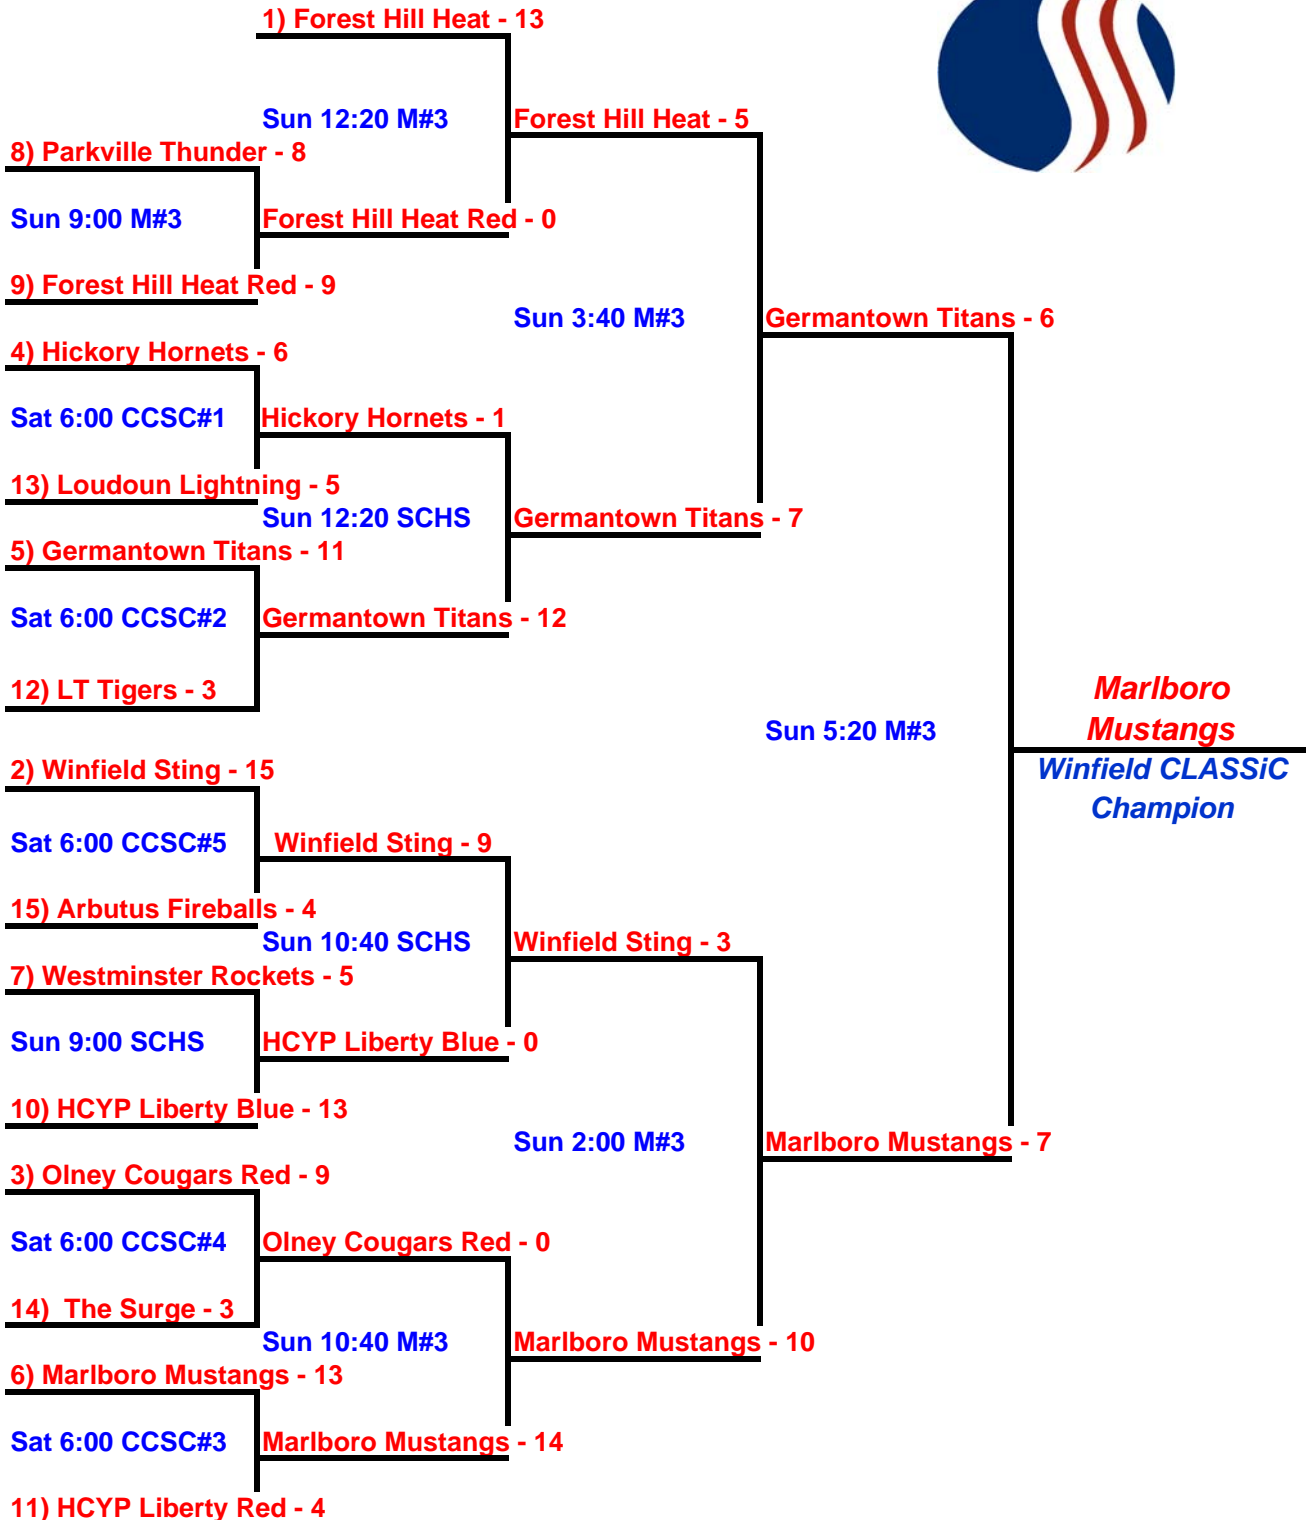 1) Forest Hill Heat - 13
Sun 12:20 M#3
Forest Hill Heat - 5
8) Parkville Thunder - 8
Sun 9:00 M#3
Forest Hill Heat Red - 0
9) Forest Hill Heat Red - 9
Sun 3:40 M#3
Germantown Titans - 6
4) Hickory Hornets - 6
Sat 6:00 CCSC#1
Hickory Hornets - 1
13) Loudoun Lightning - 5
Sun 12:20 SCHS
Germantown Titans - 7
5) Germantown Titans - 11
Sat 6:00 CCSC#2
Germantown Titans - 12
12) LT Tigers - 3
Marlboro
Mustangs
Sun 5:20 M#3
Winfield CLASSiC
Champion
2) Winfield Sting - 15
Sat 6:00 CCSC#5
Winfield Sting - 9
15) Arbutus Fireballs - 4
Sun 10:40 SCHS
Winfield Sting - 3
7) Westminster Rockets - 5
Sun 9:00 SCHS
HCYP Liberty Blue - 0
10) HCYP Liberty Blue - 13
Sun 2:00 M#3
Marlboro Mustangs - 7
3) Olney Cougars Red - 9
Sat 6:00 CCSC#4
Olney Cougars Red - 0
14)  The Surge - 3
Sun 10:40 M#3
Marlboro Mustangs - 10
6) Marlboro Mustangs - 13
Sat 6:00 CCSC#3
Marlboro Mustangs - 14
11) HCYP Liberty Red - 4